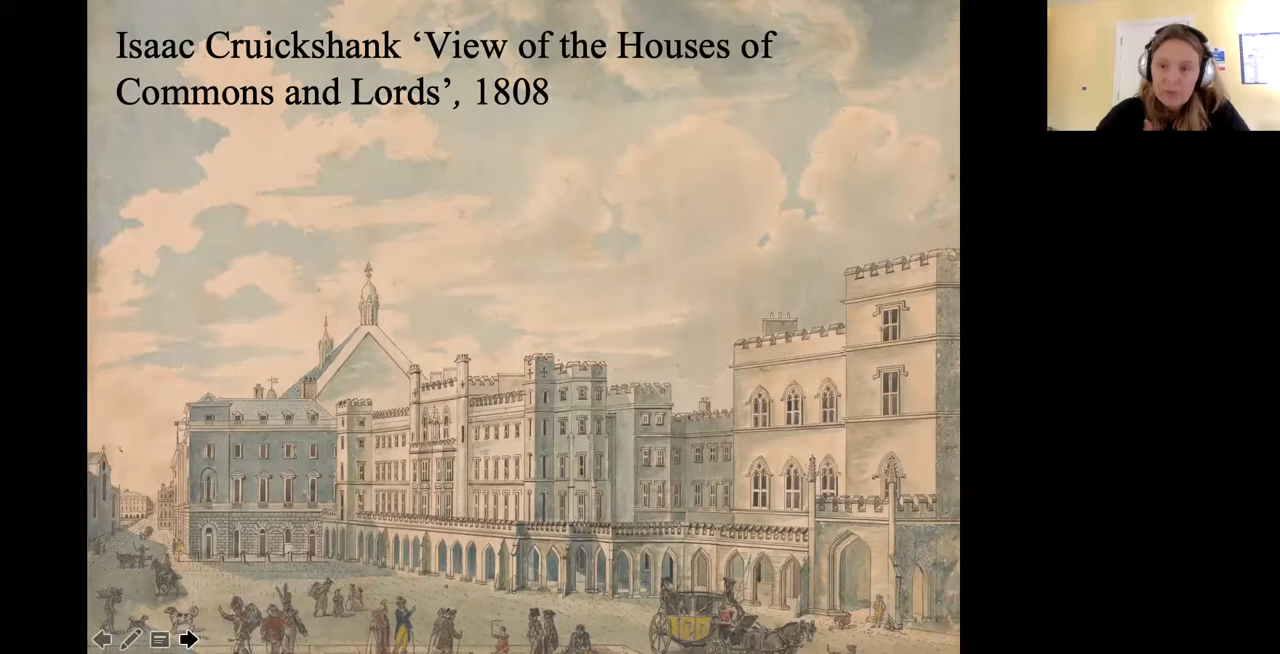 Isaac Cruickshank ‘View of the Houses of
Commons and Lords’, 1808